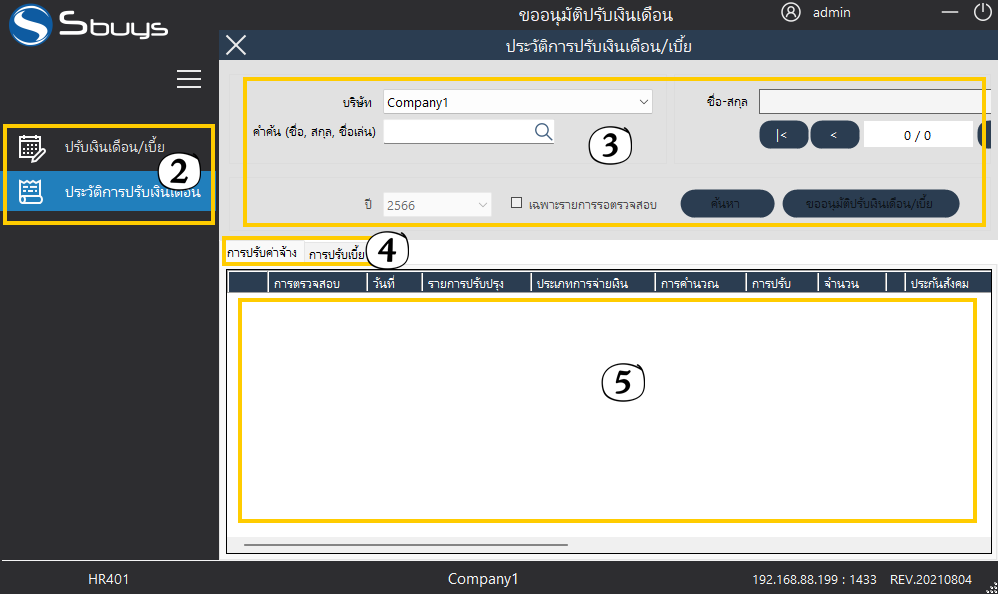 Sbuys
ขออนุมัติปรับเงินเดือน
admin
ประวัติการปรับเงินเดือน/เบี้ย
ปรับเงินเดือน/เบี้ย
2
ประวัติการปรับเงินเดือน
บริษัท Company1
ชื่อ-สกุล
คำค้น (ชื่อ, สกุล, ชื่อเล่น)
3
|< < 0 / 0
ปี 2566
เฉพาะรายการรอตรวจสอบ
ค้นหา
ขออนุมัติปรับเงินเดือน/เบี้ย
การปรับค่าจ้าง การปรับเบี้ย
4
การตรวจสอบ วันที่ รายการปรับปรุง ประเภทการจ่ายเงิน การคำนวณ การปรับ จำนวน ประกันสังคม
5
HR401 Company1 192.168.88.199 : 1433 REV.20210804